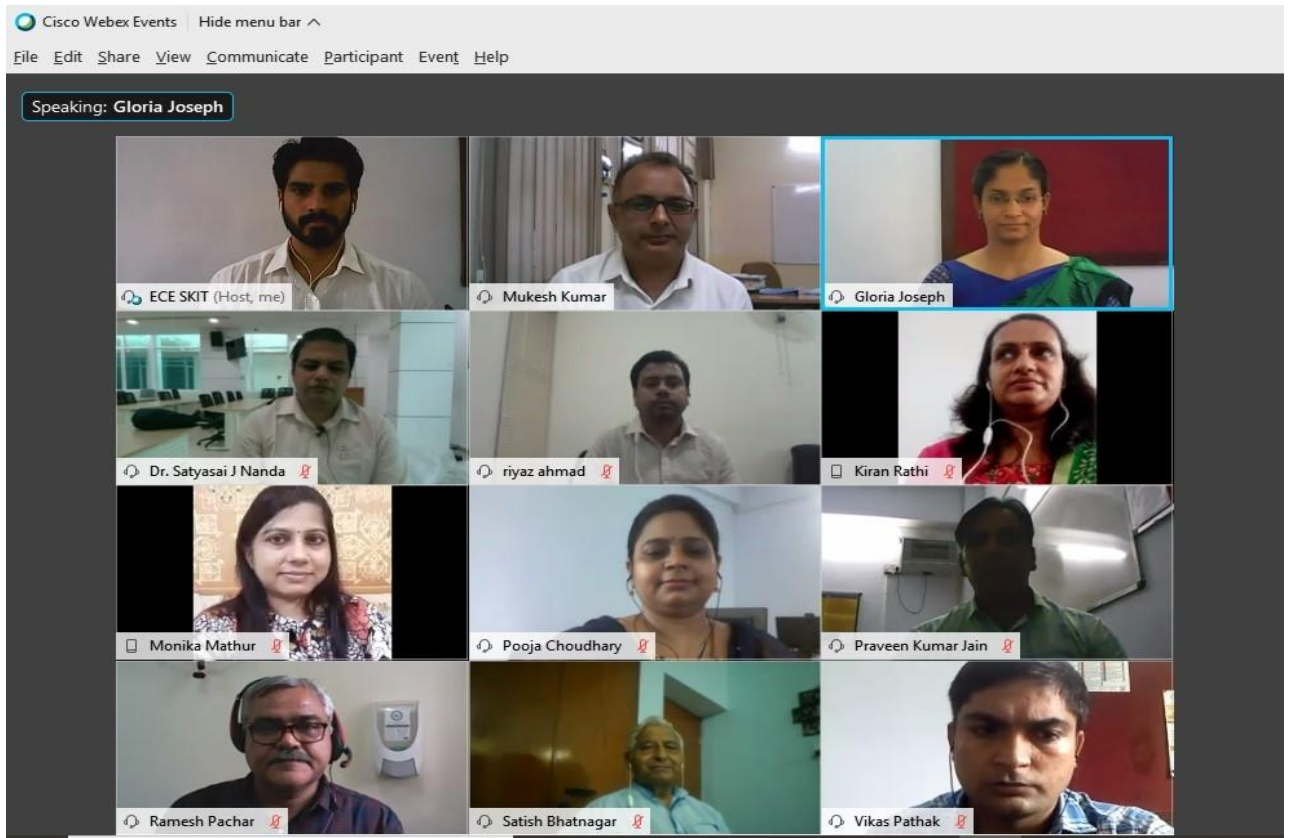 Cisco Webex Events Hide menu bar
File Edit Share View Communicate Participant Event Help
Speaking: Gloria Joseph
ECE SKIT (Host, me)
Mukesh Kumar
Gloria Joseph
Dr. Satyasai J Nanda
riyaz ahmad
Kiran Rathi
Monika Mathur
Pooja Choudhary
Praveen Kumar Jain
Ramesh Pachar
Satish Bhatnagar
Vikas Pathak